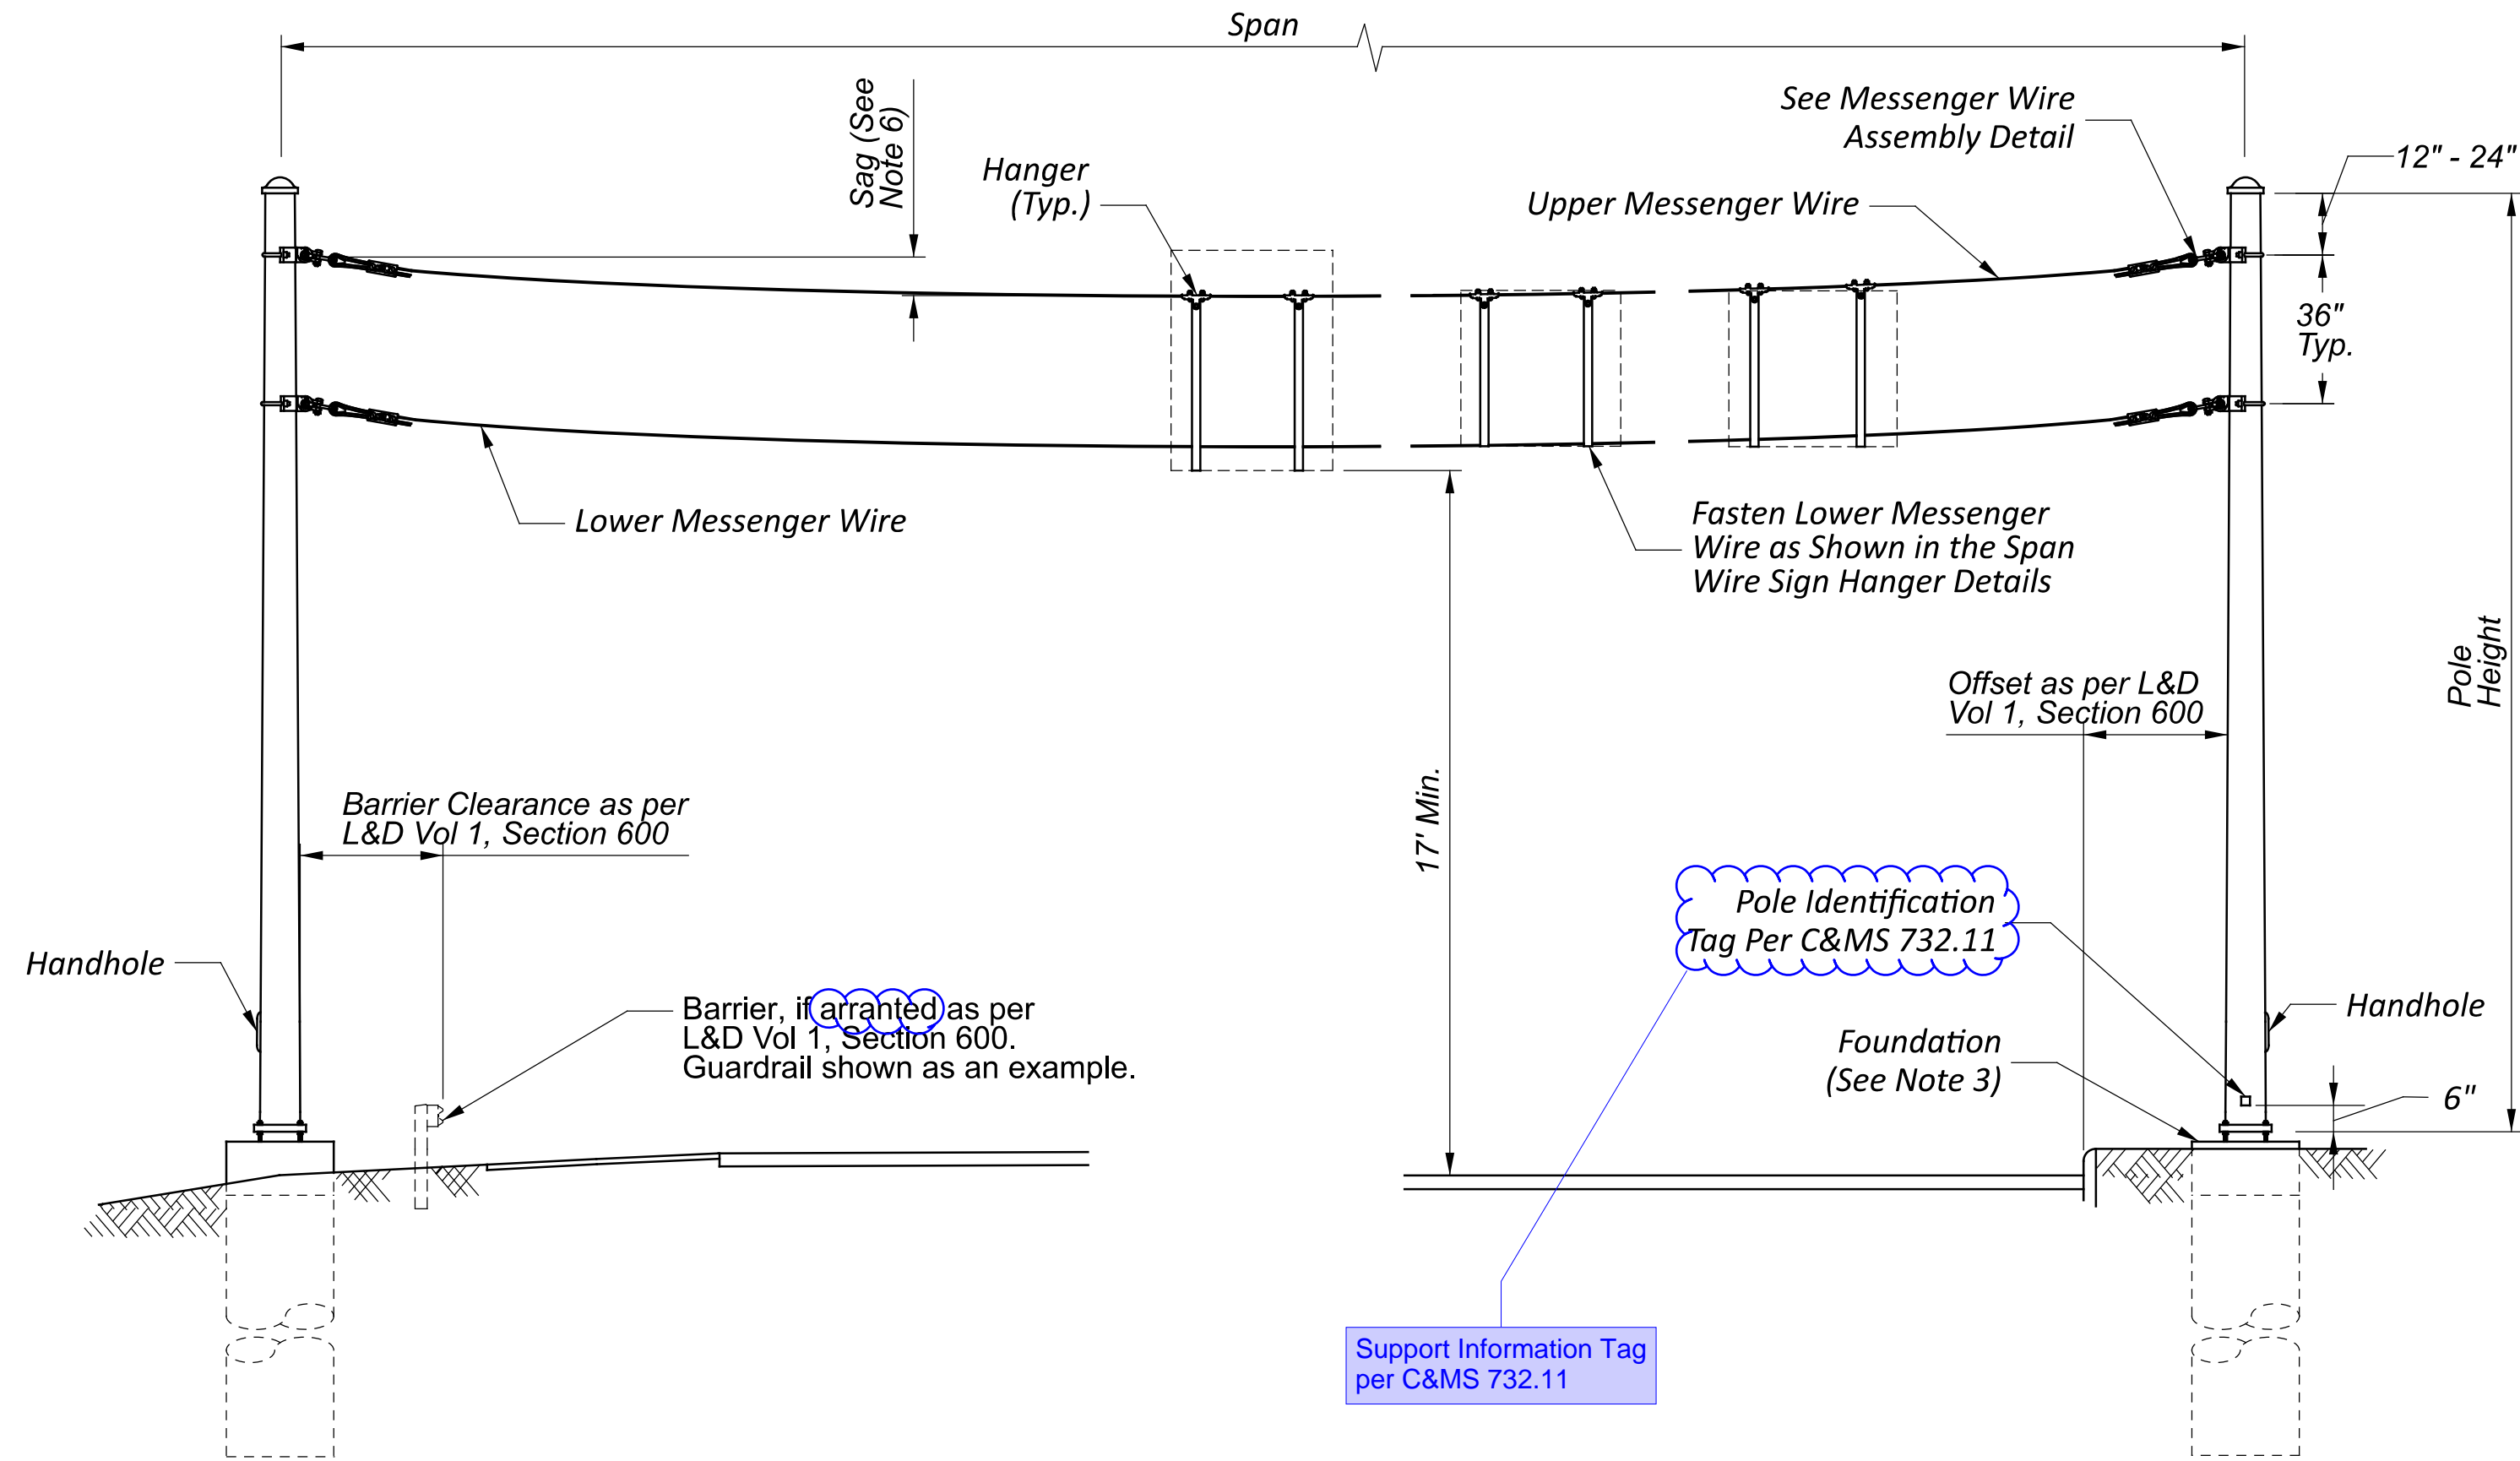 Span
Sag (See
Note 6)
Hanger
(Typ.)
See Messenger Wire
Assembly Detail
12" - 24"
Upper Messenger Wire
36"
Typ.
Lower Messenger Wire
Fasten Lower Messenger
Wire as Shown in the Span
Wire Sign Hanger Details
Pole
Height
Offset as per L&D
Vol 1, Section 600
17' Min.
Barrier Clearance as per
L&D Vol 1, Section 600
Pole Identification
Tag Per C&MS 732.11
Handhole
Barrier, if arranted as per
L&D Vol 1, Section 600.
Guardrail shown as an example.
Handhole
Foundation
(See Note 3)
6"
Support Information Tag
per C&MS 732.11